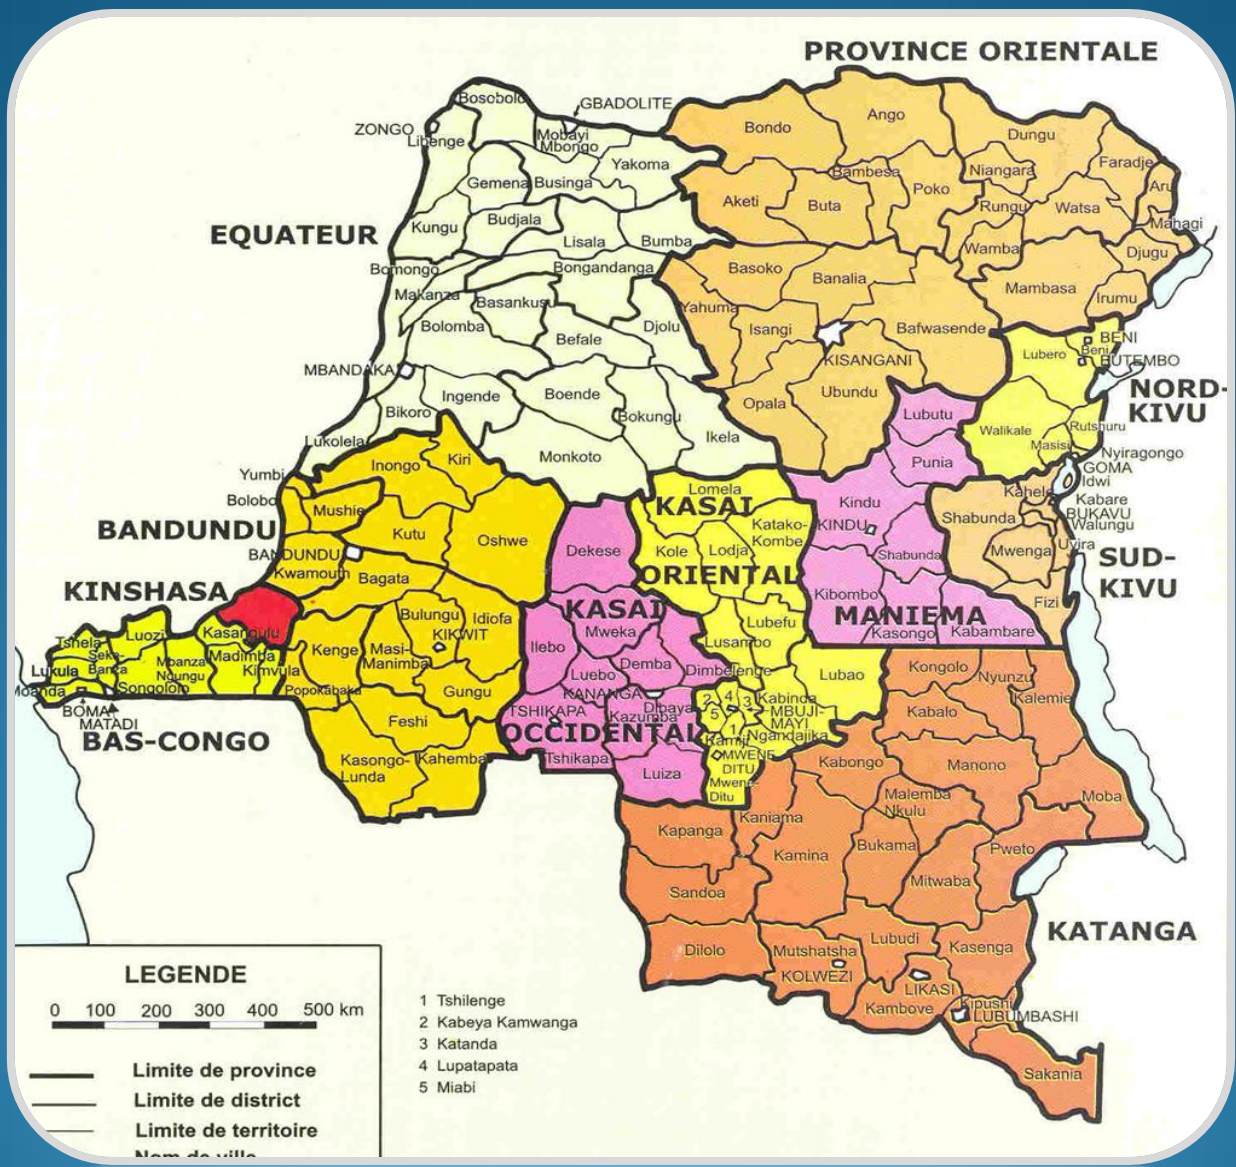 PROVINCE ORIENTALE
Bosobolo
GBADOLITE
ZONGO
Libenge
Mobayi
Mbongo
Yakoma
Bondo
Ango
Dungu
Faradje
Aru
Gemena
Businga
Bambesa
Niangara
Aketi
Buta
Poko
Rungu
Watsa
Mahagi
EQUATEUR
Kungu
Budjala
Lisala
Bumba
Wamba
Djugu
Bomongo
Bongandanga
Basoko
Banalia
Mambasa
Irumu
Makanza
Basankusu
Yahuma
Bolomba
Befale
Djolu
Isangi
Bafwasende
BENI
Lubero
Beni
BUTEMBO
KISANGANI
MBANDAKA
Ingende
Boende
Opala
Ubundu
NORD-
KIVU
Bikoro
Bokungu
Lubutu
Lukolela
Ikela
Walikale
Rutshuru
Masisi
Monkoto
Punia
Nyiragongo
GOMA
Idwi
Yumbi
Inongo
Kiri
Bolobo
Lomela
Kindu
Kahele
Kabare
BUKAVU
Walungu
KASAI
Mushie
Katako-
Kombe
KINDU
Shabunda
Uvira
BANDUNDU
Kutu
Oshwe
Dekese
Kole
Lodja
Shabunda
Mwenga
SUD-
KIVU
BANDUNDU
Kwamouth
Bagata
ORIENTAL
KINSHASA
Kibombo
Fizi
MANIEMA
KASAI
Kasangulu
Bulungu
Idiofa
KIKWIT
Mweka
Lubefu
Kasongo
Kabambare
Tshela
Luozi
Seke-
Banza
Mbanza
Ngungu
Madimba
Kimvula
Kenge
Masi-
Manimba
Ilebo
Lusambo
Lukula
Demba
Dimbelenge
Lubao
Kongolo
Nyunzu
Luebo
Moanda
Songololo
Popokabaka
Gungu
KANANGA
Kabinda
Kalemie
BOMA
MATADI
TSHIKAPA
Dibaya
Kazumba
2
4
3
5
1
MBUJI-
MAYI
Ngandajika
Kabalo
BAS-CONGO
Feshi
OCCIDENTAL
Kamiji
MWENE
DITU
Kasongo-
Lunda
Kahemba
Tshikapa
Luiza
Mwene-
Ditu
Kabongo
Manono
Moba
Malemba
Nkulu
Kapanga
Kaniama
Kamina
Bukama
Pweto
Mitwaba
Sandoa
KATANGA
Dilolo
Mutshatsha
KOLWEZI
Lubudi
Kasenga
LIKASI
Kambove
Kipushi
LUBUMBASHI
Sakania
LEGENDE
0 100 200 300 400 500 km
Limite de province
Limite de district
Limite de territoire
Nom de ville
1 Tshilenge
2 Kabeya Kamwanga
3 Katanda
4 Lupatapata
5 Miabi